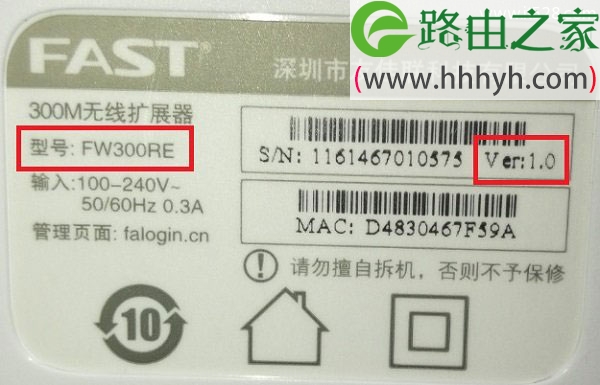 FAST
路由之家
(www.hhhyh.com)
深圳市
300M无线扩展器
型号: FW300RE
S/N: 1161467010575 Ver:1.0
输入:100-240V~
50/60Hz 0.3A
MAC: D4830467F59A
管理页面: falogin.cn
请勿擅自拆机，否则不予保修
10